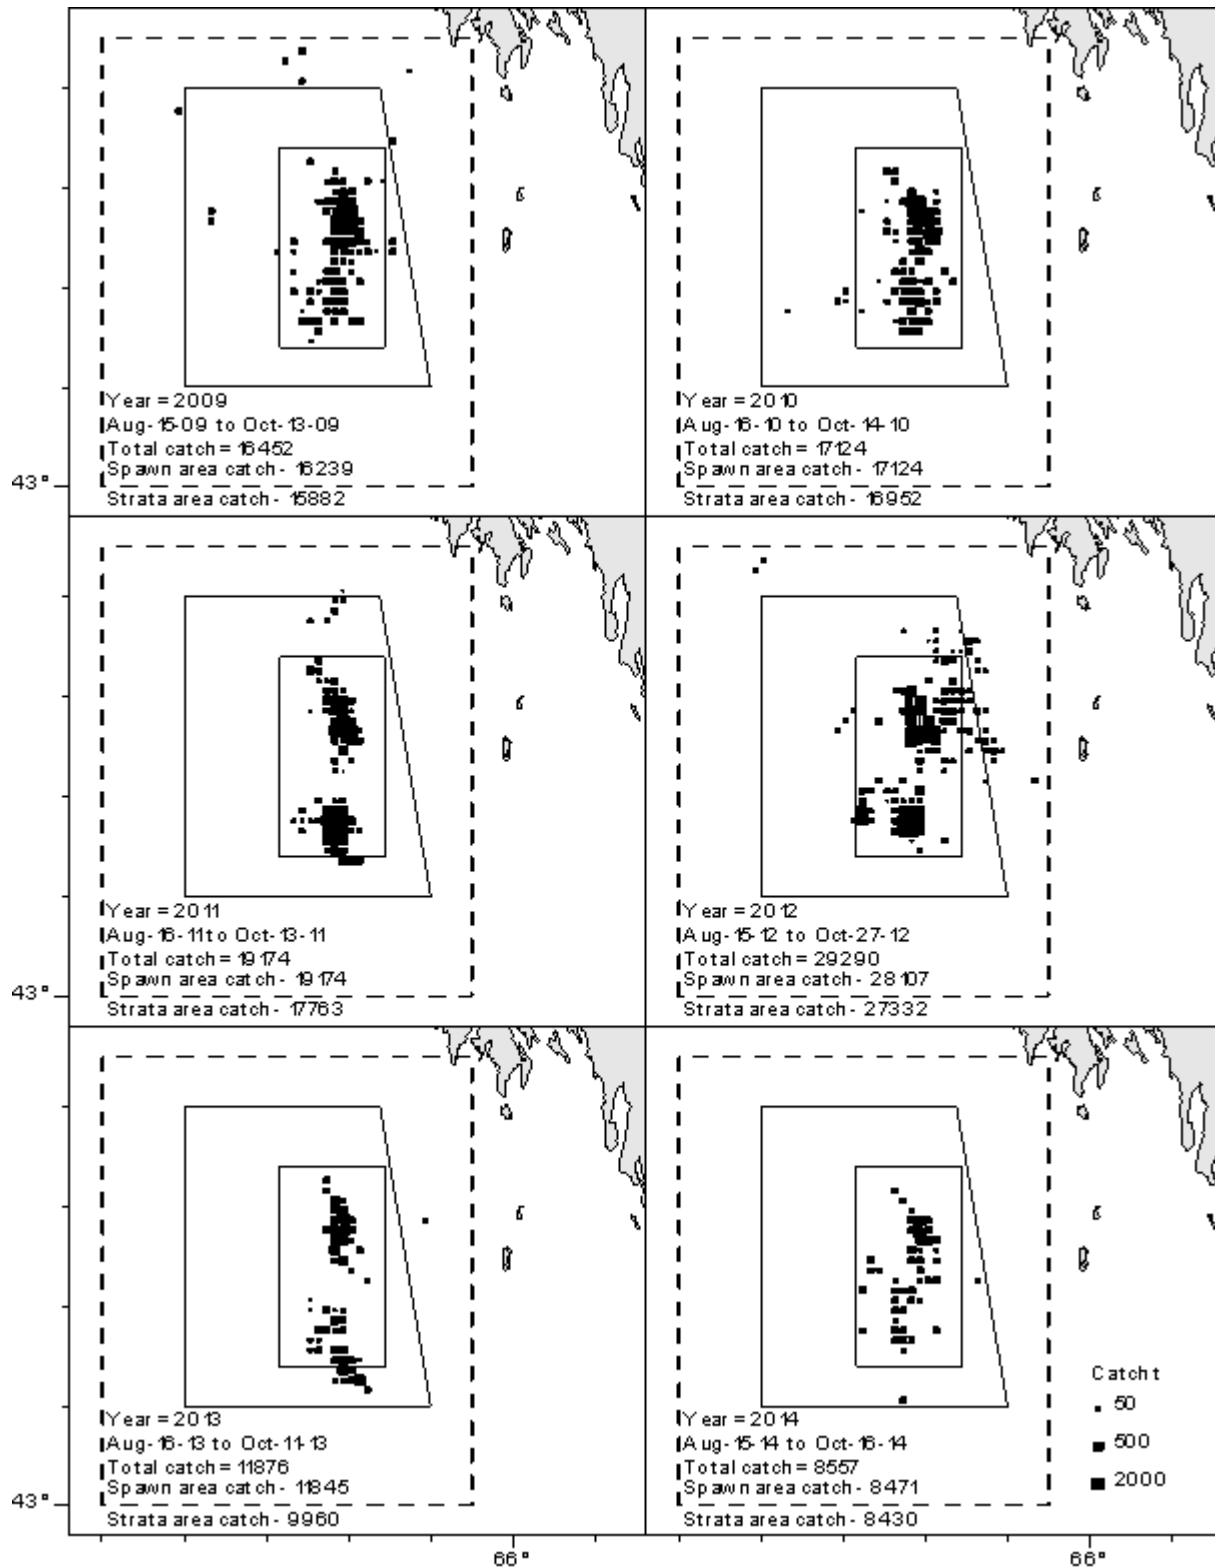 Year = 2009
Aug-15-09 to Oct-13-09
Total catch = 16452
Spawn area catch - 16239
Strata area catch - 15882
43°
Year = 2010
Aug-16-10 to Oct-14-10
Total catch = 17124
Spawn area catch - 17124
Strata area catch - 16952
Year = 2011
Aug-16-11 to Oct-13-11
Total catch = 19174
Spawn area catch - 19174
Strata area catch - 17763
43°
Year = 2012
Aug-15-12 to Oct-27-12
Total catch = 29290
Spawn area catch - 28107
Strata area catch - 27332
Year = 2013
Aug-16-13 to Oct-11-13
Total catch = 11876
Spawn area catch - 11845
Strata area catch - 9960
43°
66°
Year = 2014
Aug-15-14 to Oct-16-14
Total catch = 8557
Spawn area catch - 8471
Strata area catch - 8430
Catch t
50
500
2000
66°